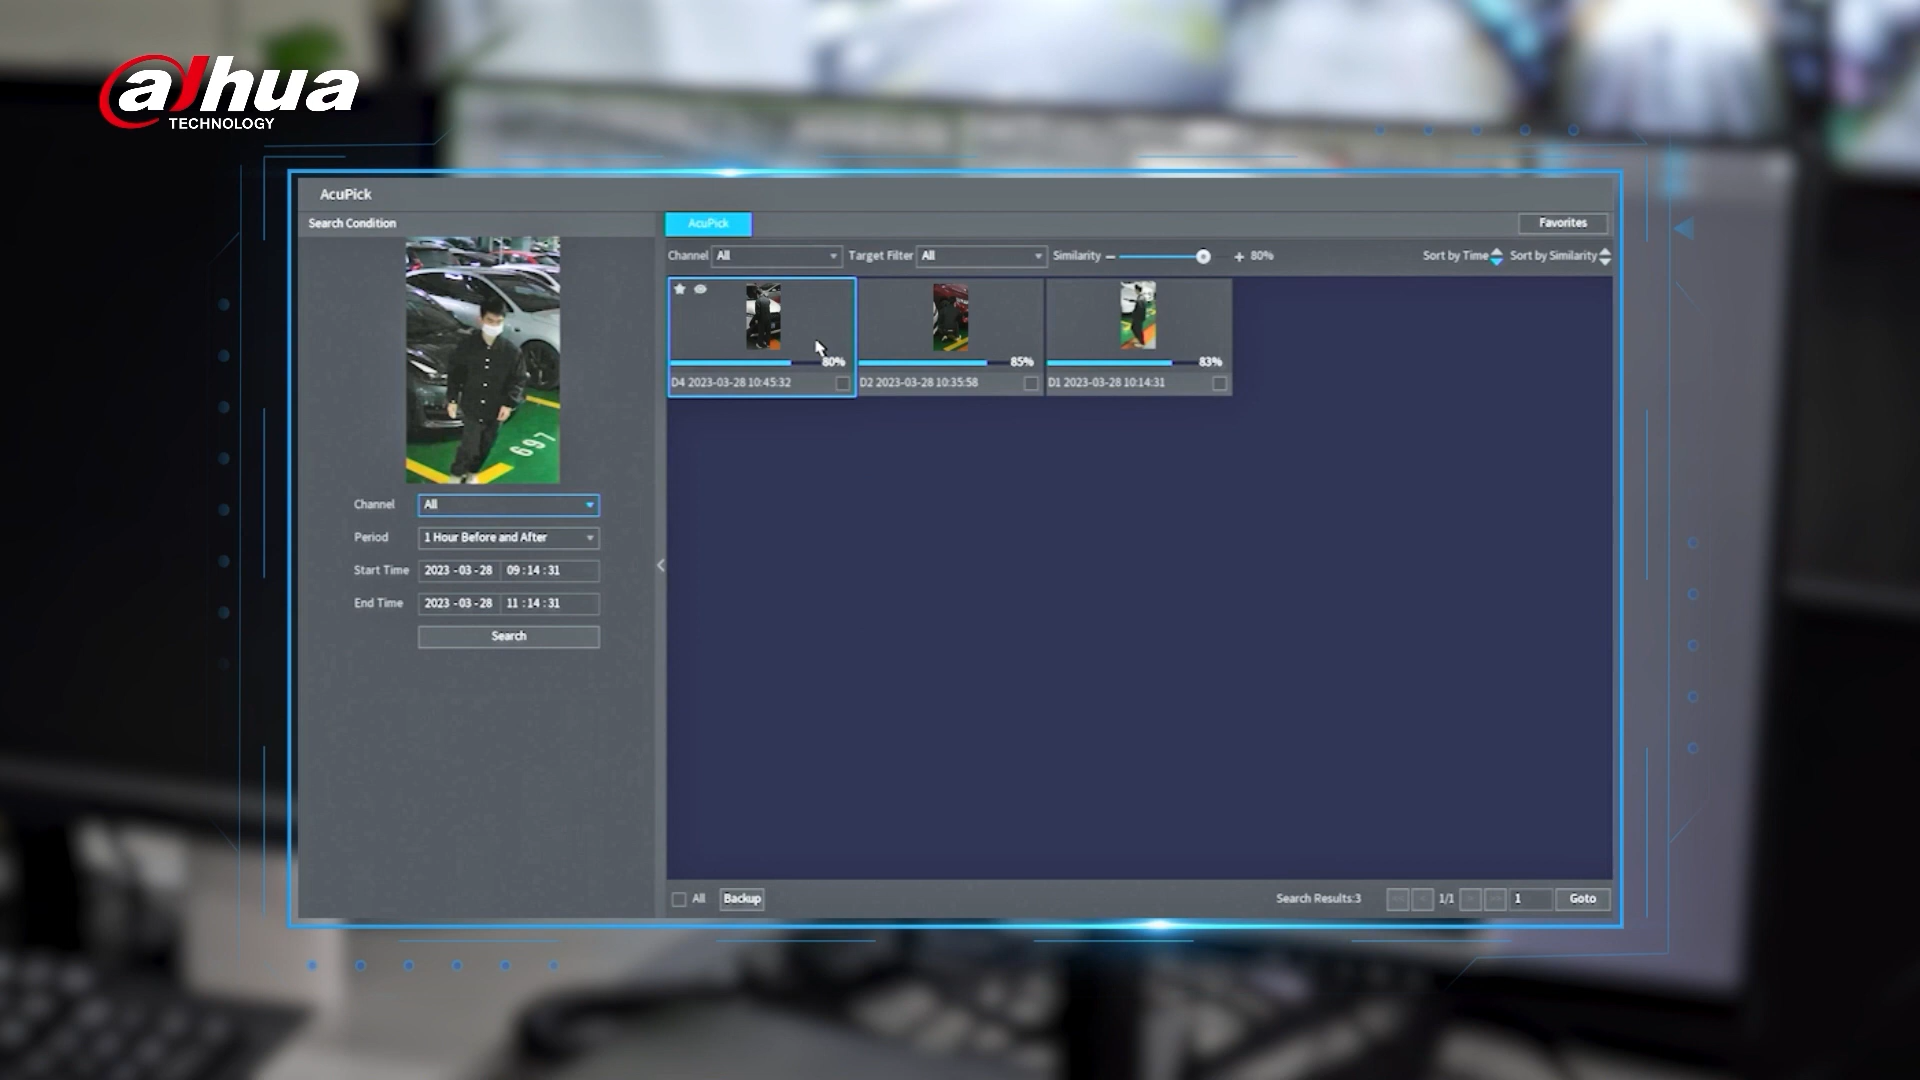 alhua
TECHNOLOGY
AcuPick
Search Condition
AcuPick
Favorites
Channel All Target Filter All Similarity − + 80% Sort by Time Sort by Similarity
80% 85% 83%
D4 2023-03-28 10:45:32 D2 2023-03-28 10:35:58 D1 2023-03-28 10:14:31
697
Channel All
Period 1 Hour Before and After
Start Time 2023 -03 -28 09 : 14 : 31
End Time 2023 -03 -28 11 : 14 : 31
Search
All Backup Search Results:3 1/1 1 Goto